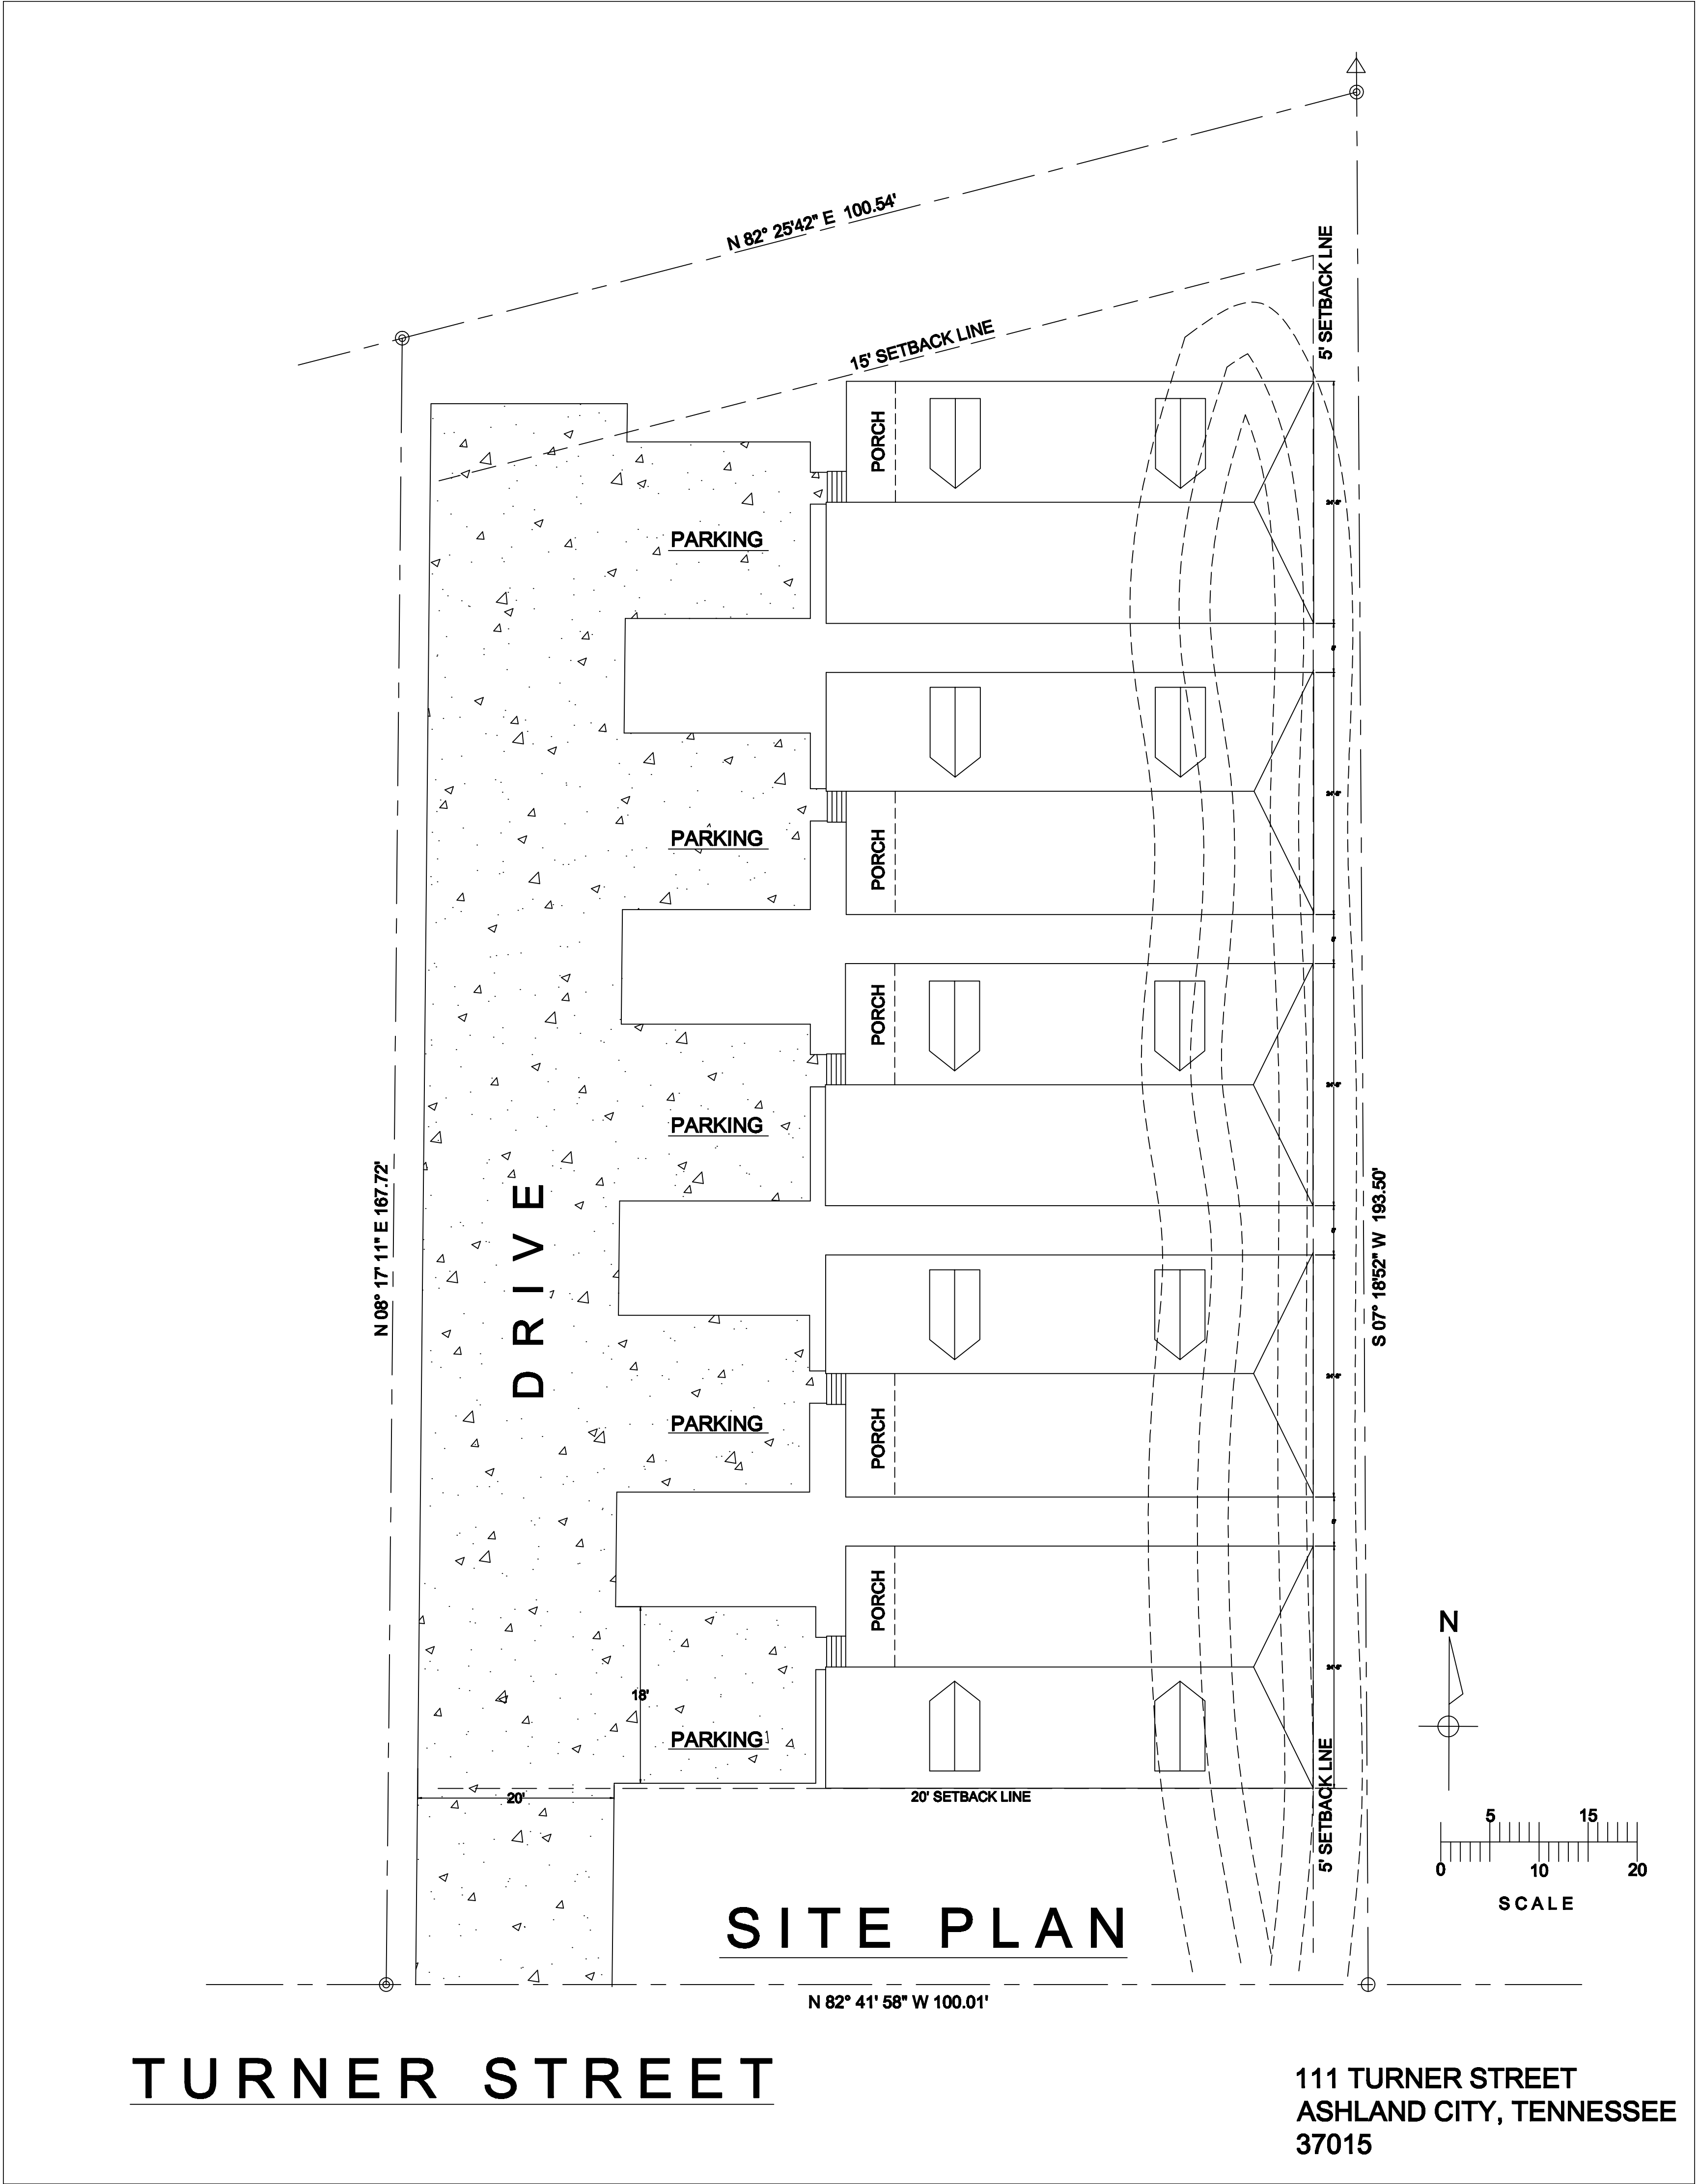 N 82° 25'42" E 100.54'
5' SETBACK LNE
15' SETBACK LINE
PORCH
PARKING
PARKING
PORCH
PORCH
PARKING
DRIVE
N 08° 17' 11" E 167.72'
S 07° 18'52" W 193.50'
PARKING
PORCH
PORCH
N
18'
PARKING
20'
20' SETBACK LINE
5' SETBACK LNE
5 15
0 10 20
SCALE
SITE PLAN
N 82° 41' 58" W 100.01'
TURNER STREET
111 TURNER STREET
ASHLAND CITY, TENNESSEE
37015